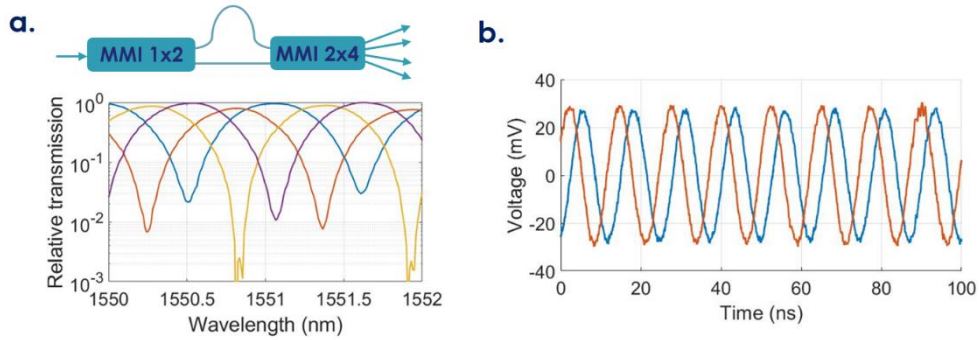 a.
MMI 1x2
MMI 2x4
10^0
10^-1
10^-2
10^-3
Relative transmission
1550
1550.5
1551
1551.5
1552
Wavelength (nm)
b.
40
20
0
-20
-40
Voltage (mV)
0
20
40
60
80
100
Time (ns)